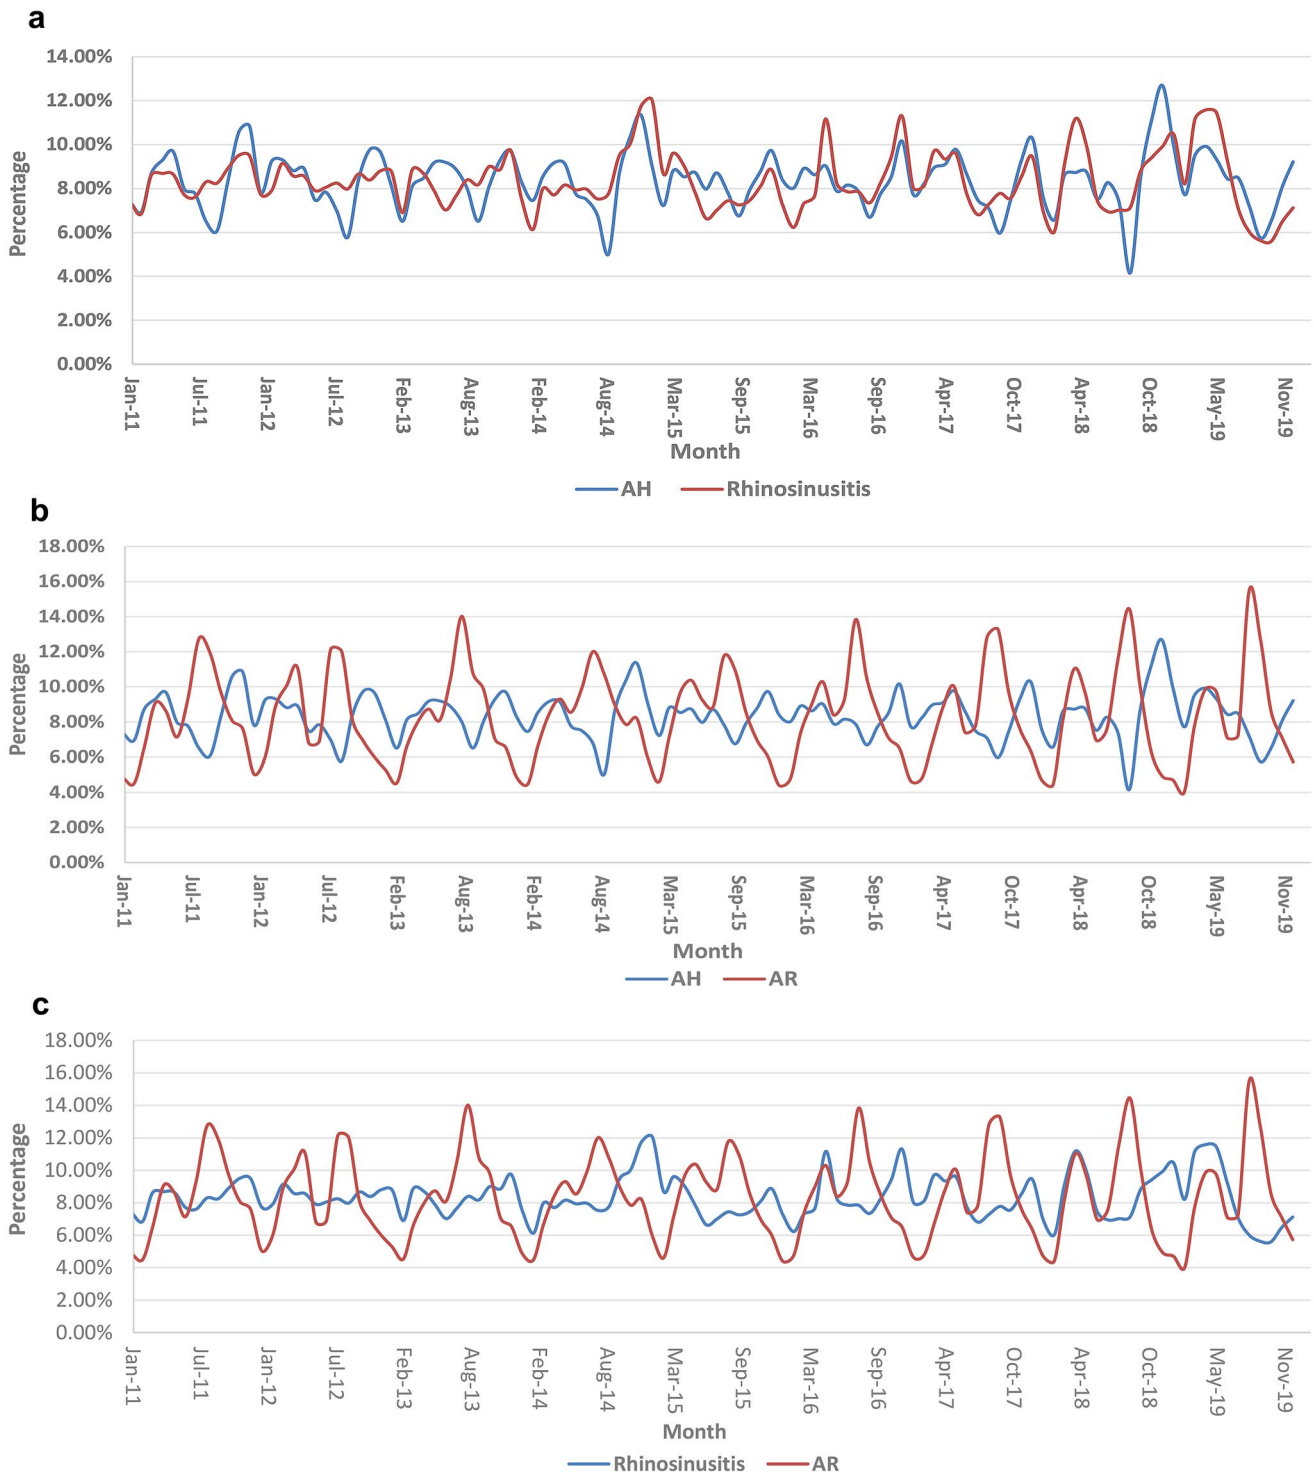 a
14.00%
12.00%
10.00%
8.00%
6.00%
4.00%
2.00%
0.00%
Percentage
Jan-11 Jul-11 Jan-12 Jul-12 Feb-13 Aug-13 Feb-14 Aug-14 Mar-15 Sep-15 Mar-16 Sep-16 Apr-17 Oct-17 Apr-18 Oct-18 May-19 Nov-19
Month
AH Rhinosinusitis
b
18.00%
16.00%
14.00%
12.00%
10.00%
8.00%
6.00%
4.00%
2.00%
0.00%
Percentage
Jan-11 Jul-11 Jan-12 Jul-12 Feb-13 Aug-13 Feb-14 Aug-14 Mar-15 Sep-15 Mar-16 Sep-16 Apr-17 Oct-17 Apr-18 Oct-18 May-19 Nov-19
Month
AH AR
c
18.00%
16.00%
14.00%
12.00%
10.00%
8.00%
6.00%
4.00%
2.00%
0.00%
Percentage
Jan-11 Jul-11 Jan-12 Jul-12 Feb-13 Aug-13 Feb-14 Aug-14 Mar-15 Sep-15 Mar-16 Sep-16 Apr-17 Oct-17 Apr-18 Oct-18 May-19 Nov-19
Month
Rhinosinusitis AR